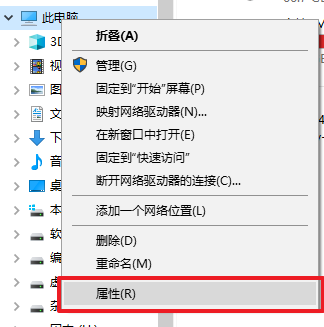 此电脑
3D
视
图
文
下
音
桌
本
软
编
虚
杂
折叠(A)
管理(G)
固定到"开始"屏幕(P)
映射网络驱动器(N)...
在新窗口中打开(E)
固定到"快速访问"
断开网络驱动器的连接(C)...
添加一个网络位置(L)
删除(D)
重命名(M)
属性(R)